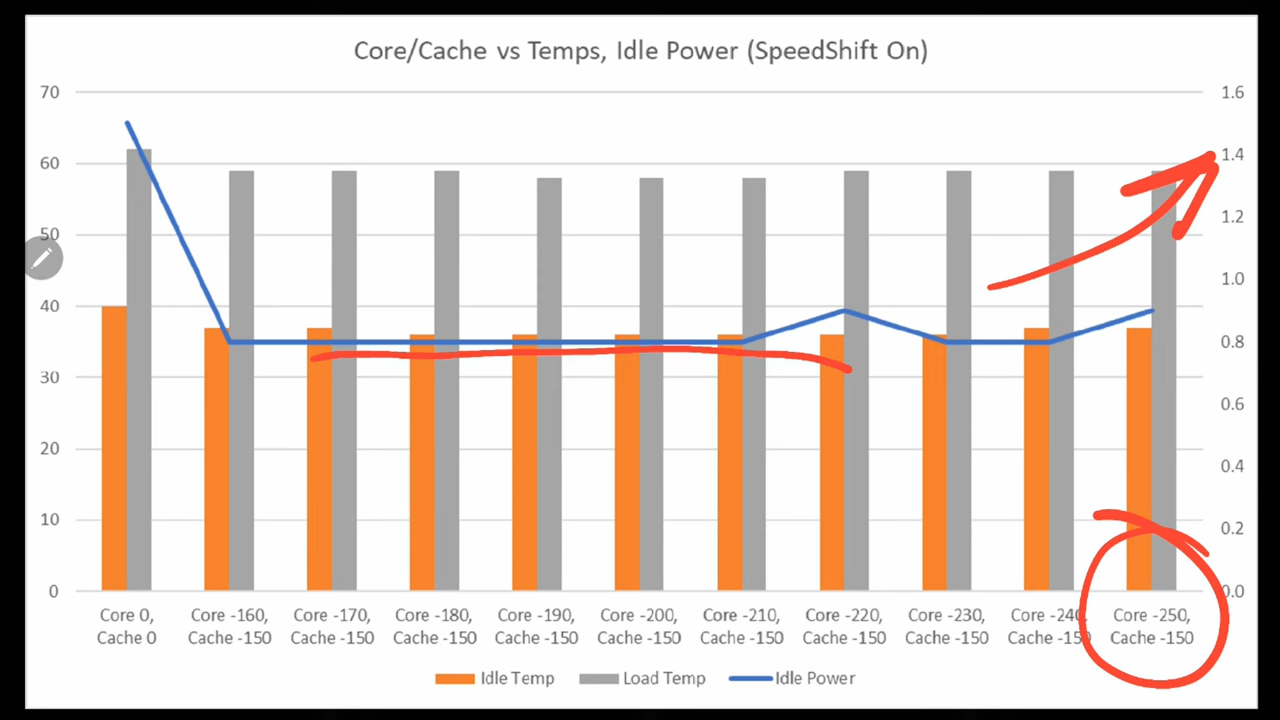 Core/Cache vs Temps, Idle Power (SpeedShift On)
70
60
50
40
30
20
10
0
1.6
1.4
1.2
1.0
0.8
0.6
0.4
0.2
0.0
Core 0,
Cache 0
Core -160,
Cache -150
Core -170,
Cache -150
Core -180,
Cache -150
Core -190,
Cache -150
Core -200,
Cache -150
Core -210,
Cache -150
Core -220,
Cache -150
Core -230,
Cache -150
Core -240,
Cache -150
Core -250,
Cache -150
Idle Temp
Load Temp
Idle Power